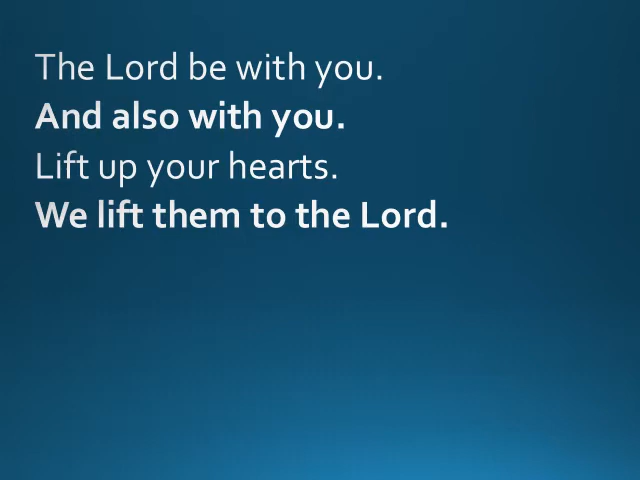 The Lord be with you.
And also with you.
Lift up your hearts.
We lift them to the Lord.